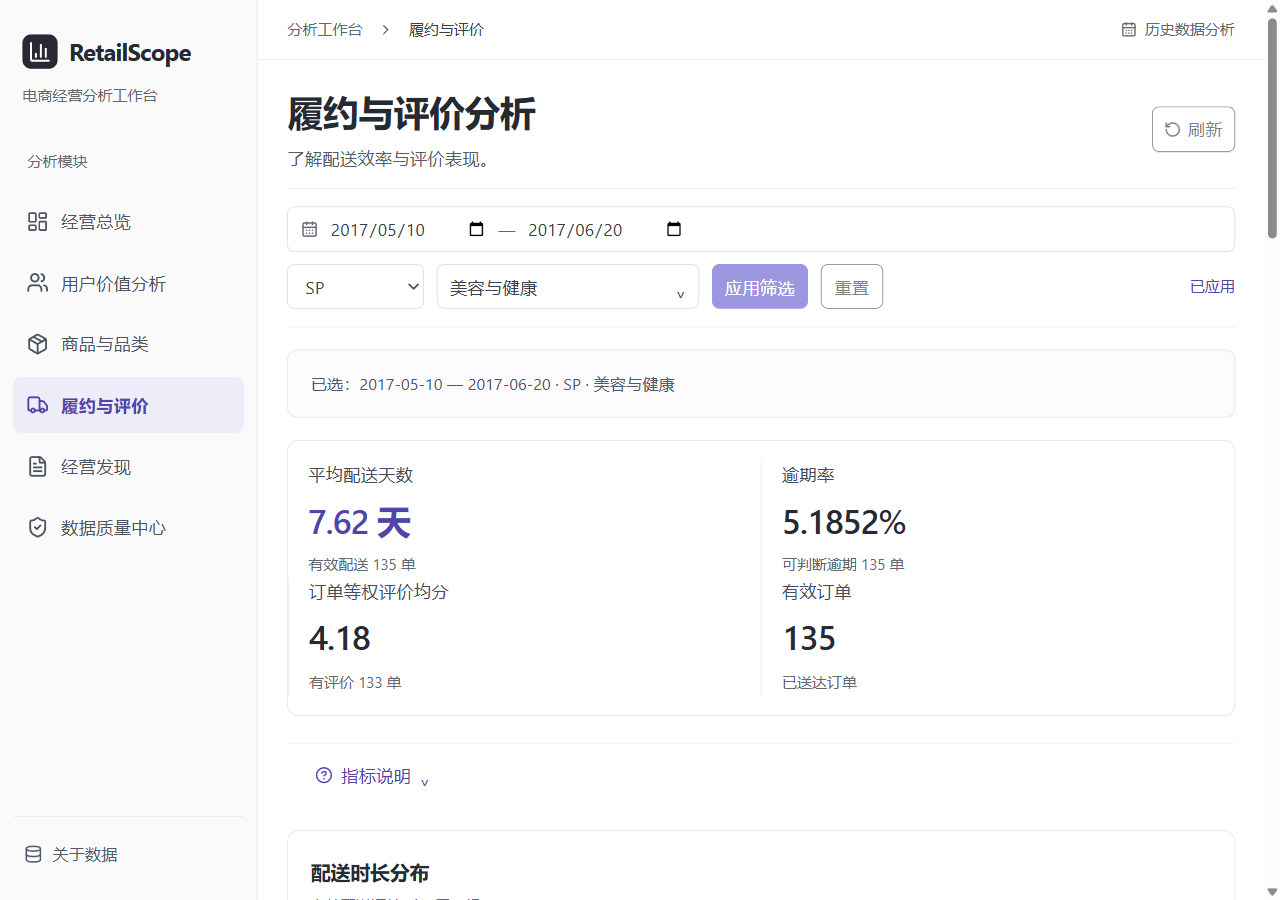 RetailScope
电商经营分析工作台
分析模块
经营总览
用户价值分析
商品与品类
履约与评价
经营发现
数据质量中心
关于数据
分析工作台 > 履约与评价
历史数据分析
履约与评价分析
了解配送效率与评价表现。
刷新
2017/05/10 — 2017/06/20
SP 美容与健康 应用筛选 重置 已应用
已选：2017-05-10 — 2017-06-20 · SP · 美容与健康
平均配送天数
7.62 天
有效配送 135 单
逾期率
5.1852%
可判断逾期 135 单
订单等权评价均分
4.18
有评价 133 单
有效订单
135
已送达订单
指标说明
配送时长分布